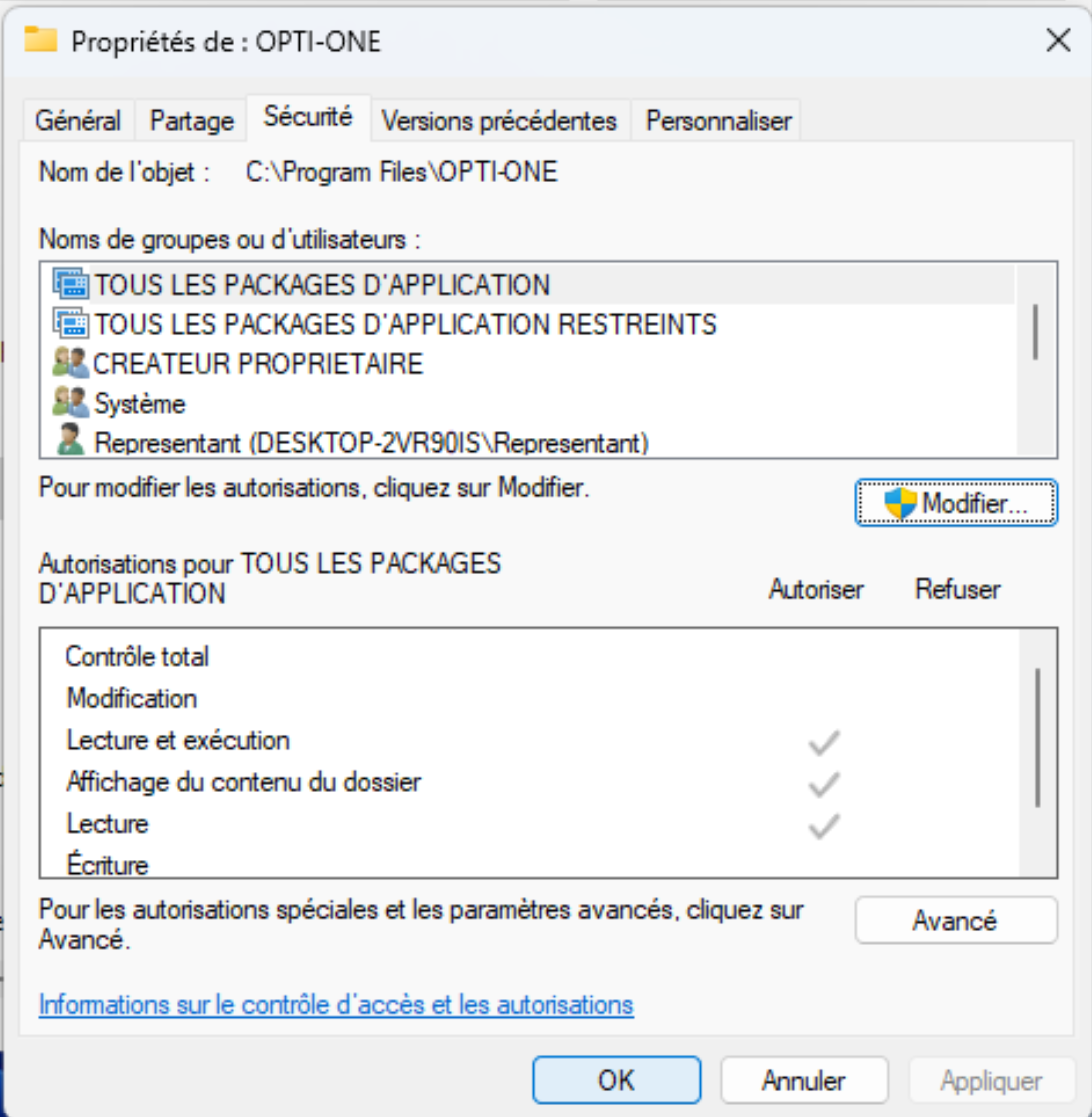 Propriétés de : OPTI-ONE
Général Partage Sécurité Versions précédentes Personnaliser
Nom de l'objet : C:\Program Files\OPTI-ONE
Noms de groupes ou d'utilisateurs :
TOUS LES PACKAGES D'APPLICATION
TOUS LES PACKAGES D'APPLICATION RESTREINTS
CREATEUR PROPRIETAIRE
Système
Representant (DESKTOP-2VR90IS\Representant)
Pour modifier les autorisations, cliquez sur Modifier.
Modifier...
Autorisations pour TOUS LES PACKAGES
D'APPLICATION
Autoriser Refuser
Contrôle total
Modification
Lecture et exécution
Affichage du contenu du dossier
Lecture
Écriture
Pour les autorisations spéciales et les paramètres avancés, cliquez sur
Avancé.
Avancé
Informations sur le contrôle d'accès et les autorisations
OK Annuler Appliquer